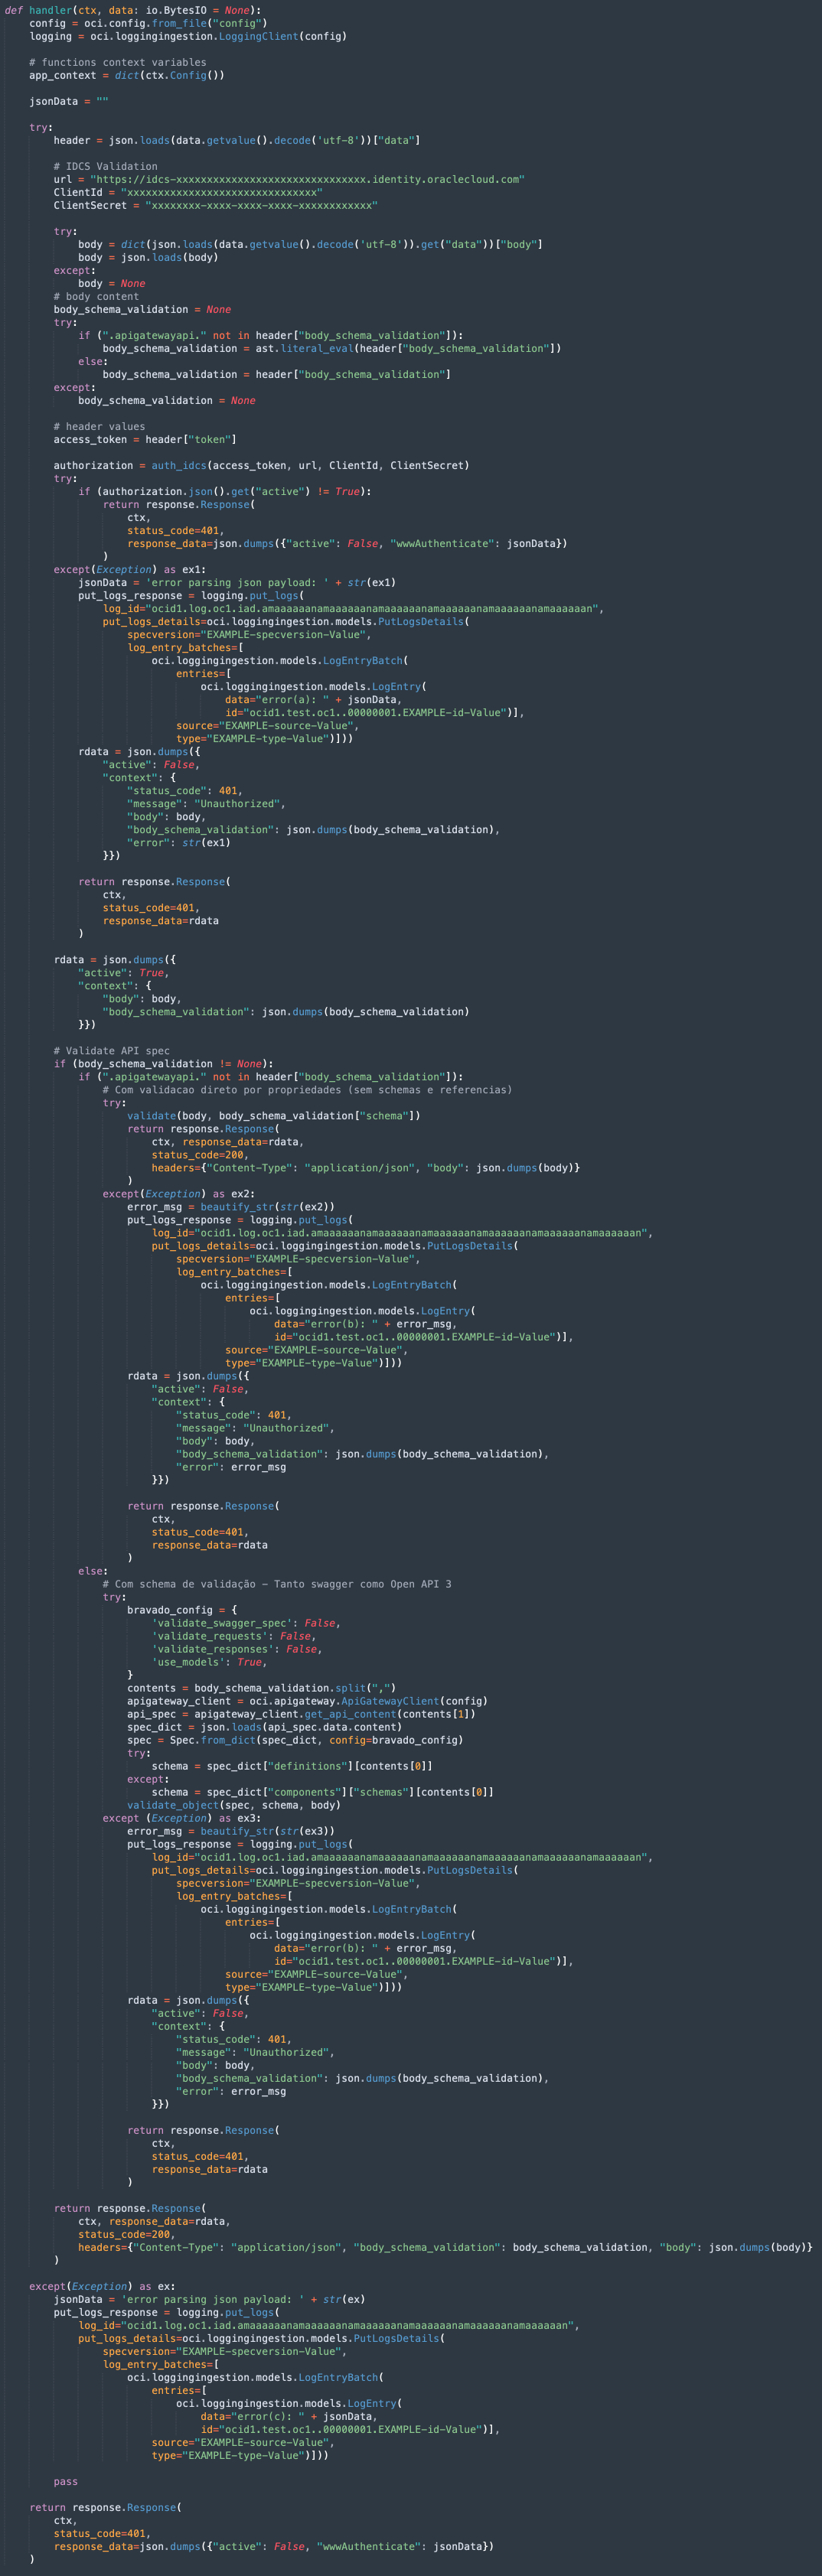 def handler(ctx, data: io.BytesIO = None):
    config = oci.config.from_file("config")
    logging = oci.loggingingestion.LoggingClient(config)

    # functions context variables
    app_context = dict(ctx.Config())

    jsonData = ""

    try:
        header = json.loads(data.getvalue().decode('utf-8'))["data"]

        # IDCS Validation
        url = "https://idcs-xxxxxxxxxxxxxxxxxxxxxxxxxxxxxxxx.identity.oraclecloud.com"
        ClientId = "xxxxxxxxxxxxxxxxxxxxxxxxxxxxxxx"
        ClientSecret = "xxxxxxxx-xxxx-xxxx-xxxx-xxxxxxxxxxxx"

        try:
            body = dict(json.loads(data.getvalue().decode('utf-8')).get("data"))["body"]
            body = json.loads(body)
        except:
            body = None
        # body content
        body_schema_validation = None
        try:
            if (".apigatewayapi." not in header["body_schema_validation"]):
                body_schema_validation = ast.literal_eval(header["body_schema_validation"])
            else:
                body_schema_validation = header["body_schema_validation"]
        except:
            body_schema_validation = None

        # header values
        access_token = header["token"]

        authorization = auth_idcs(access_token, url, ClientId, ClientSecret)
        try:
            if (authorization.json().get("active") != True):
                return response.Response(
                    ctx,
                    status_code=401,
                    response_data=json.dumps({"active": False, "wwwAuthenticate": jsonData})
                )
        except(Exception) as ex1:
            jsonData = 'error parsing json payload: ' + str(ex1)
            put_logs_response = logging.put_logs(
                log_id="ocid1.log.oc1.iad.amaaaaaanamaaaaaanamaaaaaanamaaaaaanamaaaaaanamaaaaaan",
                put_logs_details=oci.loggingingestion.models.PutLogsDetails(
                    specversion="EXAMPLE-specversion-Value",
                    log_entry_batches=[
                        oci.loggingingestion.models.LogEntryBatch(
                            entries=[
                                oci.loggingingestion.models.LogEntry(
                                    data="error(a): " + jsonData,
                                    id="ocid1.test.oc1..00000001.EXAMPLE-id-Value")],
                            source="EXAMPLE-source-Value",
                            type="EXAMPLE-type-Value")]))
            rdata = json.dumps({
                "active": False,
                "context": {
                    "status_code": 401,
                    "message": "Unauthorized",
                    "body": body,
                    "body_schema_validation": json.dumps(body_schema_validation),
                    "error": str(ex1)
                }})

            return response.Response(
                ctx,
                status_code=401,
                response_data=rdata
            )

        rdata = json.dumps({
            "active": True,
            "context": {
                "body": body,
                "body_schema_validation": json.dumps(body_schema_validation)
            }})

        # Validate API spec
        if (body_schema_validation != None):
            if (".apigatewayapi." not in header["body_schema_validation"]):
                # Com validacao direto por propriedades (sem schemas e referencias)
                try:
                    validate(body, body_schema_validation["schema"])
                    return response.Response(
                        ctx, response_data=rdata,
                        status_code=200,
                        headers={"Content-Type": "application/json", "body": json.dumps(body)}
                    )
                except(Exception) as ex2:
                    error_msg = beautify_str(str(ex2))
                    put_logs_response = logging.put_logs(
                        log_id="ocid1.log.oc1.iad.amaaaaaanamaaaaaanamaaaaaanamaaaaaanamaaaaaanamaaaaaan",
                        put_logs_details=oci.loggingingestion.models.PutLogsDetails(
                            specversion="EXAMPLE-specversion-Value",
                            log_entry_batches=[
                                oci.loggingingestion.models.LogEntryBatch(
                                    entries=[
                                        oci.loggingingestion.models.LogEntry(
                                            data="error(b): " + error_msg,
                                            id="ocid1.test.oc1..00000001.EXAMPLE-id-Value")],
                                    source="EXAMPLE-source-Value",
                                    type="EXAMPLE-type-Value")]))
                    rdata = json.dumps({
                        "active": False,
                        "context": {
                            "status_code": 401,
                            "message": "Unauthorized",
                            "body": body,
                            "body_schema_validation": json.dumps(body_schema_validation),
                            "error": error_msg
                        }})

                    return response.Response(
                        ctx,
                        status_code=401,
                        response_data=rdata
                    )
            else:
                # Com schema de validação - Tanto swagger como Open API 3
                try:
                    bravado_config = {
                        'validate_swagger_spec': False,
                        'validate_requests': False,
                        'validate_responses': False,
                        'use_models': True,
                    }
                    contents = body_schema_validation.split(",")
                    apigateway_client = oci.apigateway.ApiGatewayClient(config)
                    api_spec = apigateway_client.get_api_content(contents[1])
                    spec_dict = json.loads(api_spec.data.content)
                    spec = Spec.from_dict(spec_dict, config=bravado_config)
                    try:
                        schema = spec_dict["definitions"][contents[0]]
                    except:
                        schema = spec_dict["components"]["schemas"][contents[0]]
                    validate_object(spec, schema, body)
                except (Exception) as ex3:
                    error_msg = beautify_str(str(ex3))
                    put_logs_response = logging.put_logs(
                        log_id="ocid1.log.oc1.iad.amaaaaaanamaaaaaanamaaaaaanamaaaaaanamaaaaaanamaaaaaan",
                        put_logs_details=oci.loggingingestion.models.PutLogsDetails(
                            specversion="EXAMPLE-specversion-Value",
                            log_entry_batches=[
                                oci.loggingingestion.models.LogEntryBatch(
                                    entries=[
                                        oci.loggingingestion.models.LogEntry(
                                            data="error(b): " + error_msg,
                                            id="ocid1.test.oc1..00000001.EXAMPLE-id-Value")],
                                    source="EXAMPLE-source-Value",
                                    type="EXAMPLE-type-Value")]))
                    rdata = json.dumps({
                        "active": False,
                        "context": {
                            "status_code": 401,
                            "message": "Unauthorized",
                            "body": body,
                            "body_schema_validation": json.dumps(body_schema_validation),
                            "error": error_msg
                        }})

                    return response.Response(
                        ctx,
                        status_code=401,
                        response_data=rdata
                    )

        return response.Response(
            ctx, response_data=rdata,
            status_code=200,
            headers={"Content-Type": "application/json", "body_schema_validation": body_schema_validation, "body": json.dumps(body)}
        )

    except(Exception) as ex:
        jsonData = 'error parsing json payload: ' + str(ex)
        put_logs_response = logging.put_logs(
            log_id="ocid1.log.oc1.iad.amaaaaaanamaaaaaanamaaaaaanamaaaaaanamaaaaaanamaaaaaan",
            put_logs_details=oci.loggingingestion.models.PutLogsDetails(
                specversion="EXAMPLE-specversion-Value",
                log_entry_batches=[
                    oci.loggingingestion.models.LogEntryBatch(
                        entries=[
                            oci.loggingingestion.models.LogEntry(
                                data="error(c): " + jsonData,
                                id="ocid1.test.oc1..00000001.EXAMPLE-id-Value")],
                        source="EXAMPLE-source-Value",
                        type="EXAMPLE-type-Value")]))

        pass

    return response.Response(
        ctx,
        status_code=401,
        response_data=json.dumps({"active": False, "wwwAuthenticate": jsonData})
    )